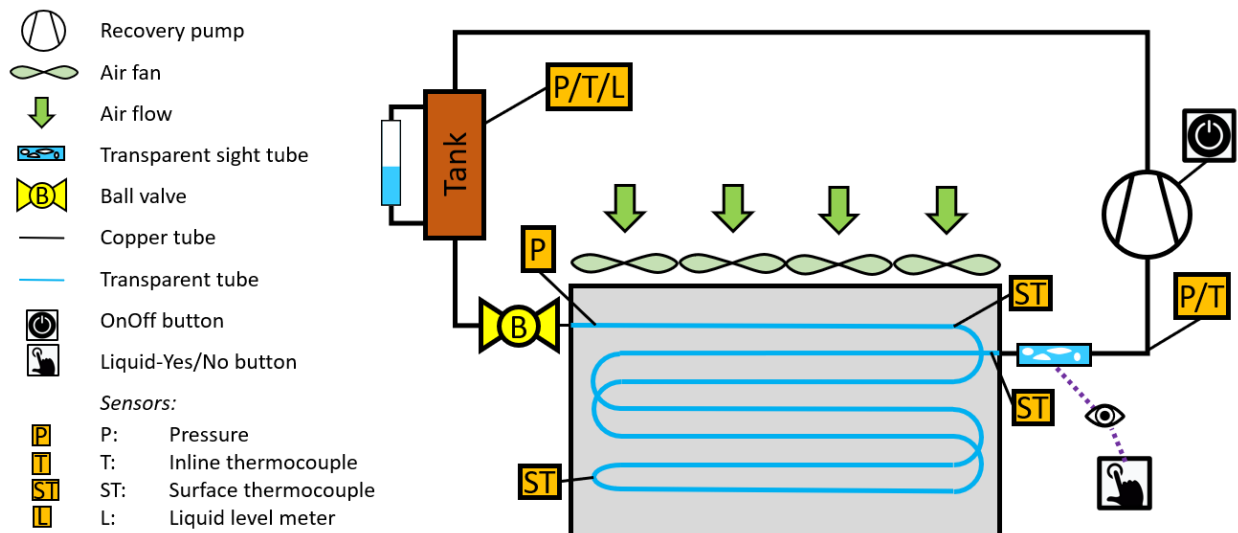 Recovery pump
Air fan
Air flow
Transparent sight tube
B Ball valve
Copper tube
Transparent tube
OnOff button
Liquid-Yes/No button
Sensors:
P P: Pressure
T T: Inline thermocouple
ST ST: Surface thermocouple
L L: Liquid level meter
P/T/L
Tank
P
B
ST
P/T
ST
ST